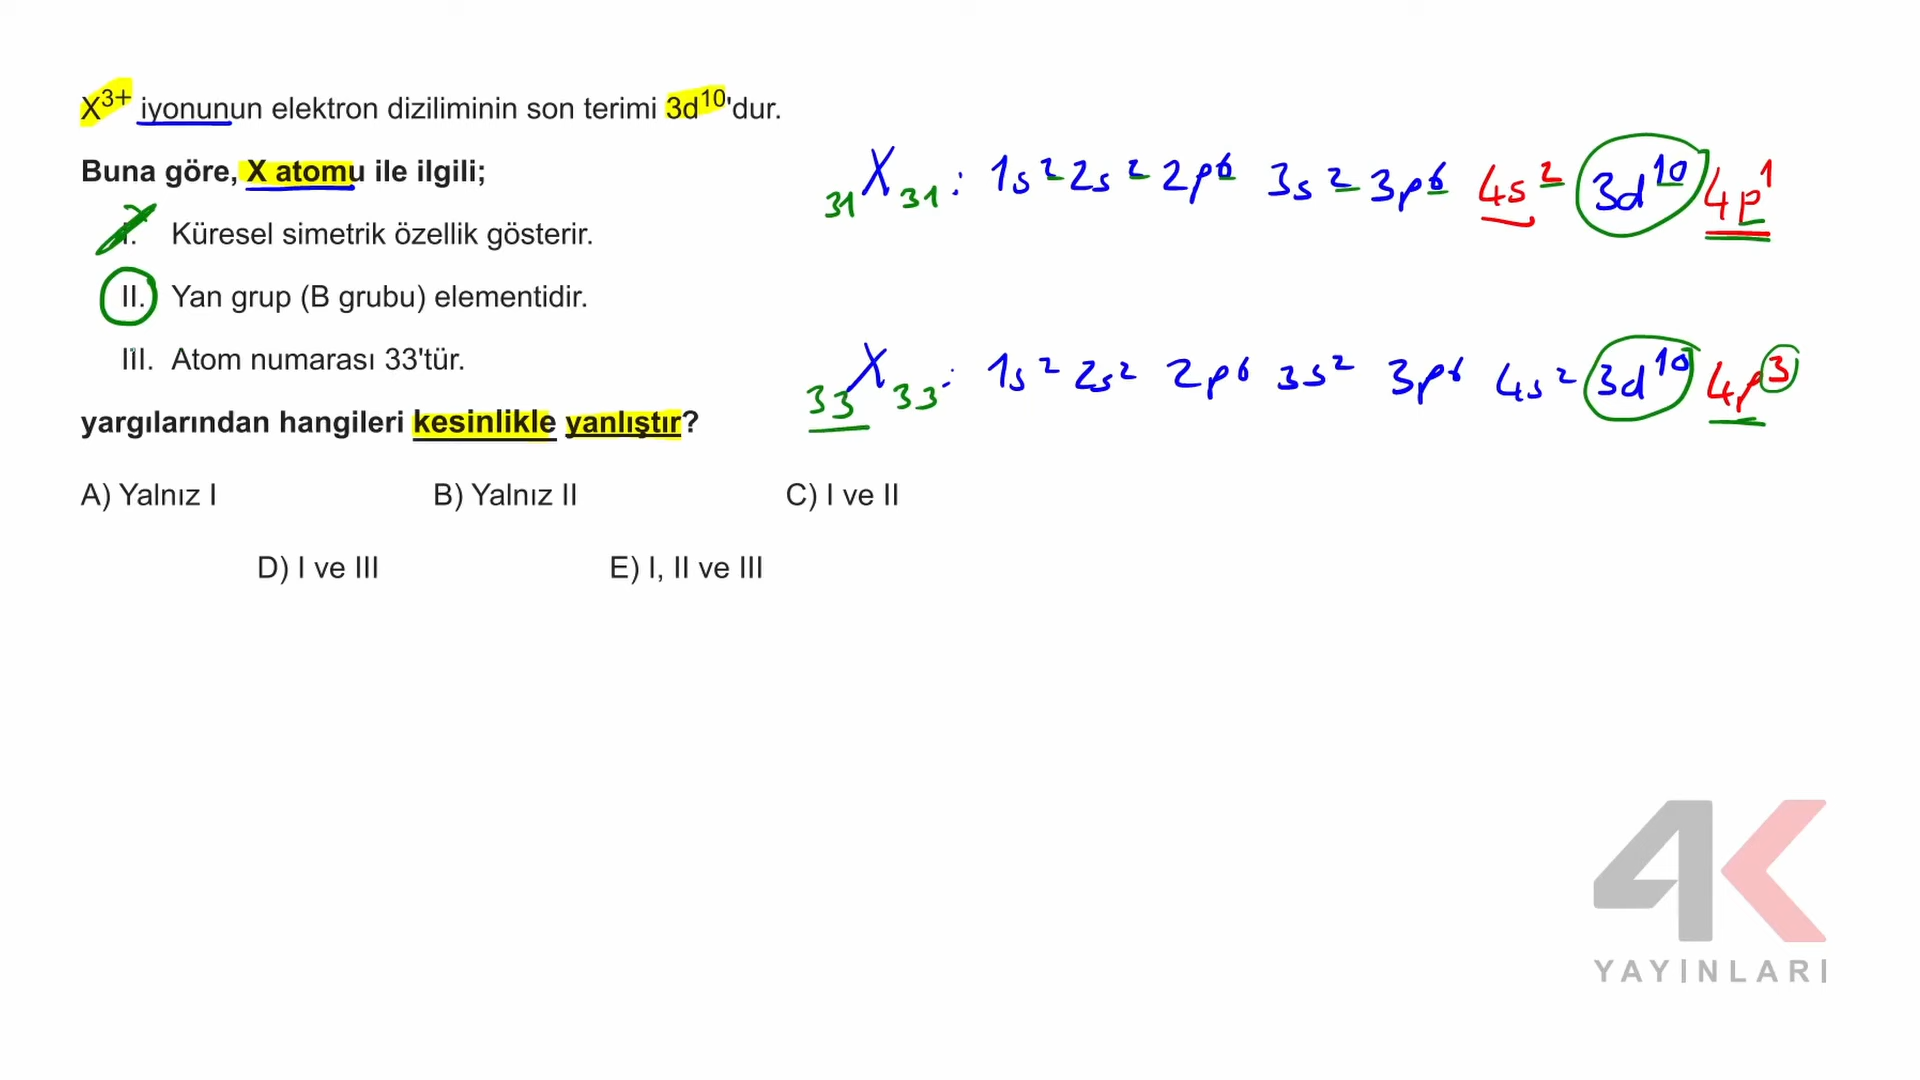 X³⁺ iyonunun elektron diziliminin son terimi 3d¹⁰'dur.
Buna göre, X atomu ile ilgili;
I. Küresel simetrik özellik gösterir.
II. Yan grup (B grubu) elementidir.
III. Atom numarası 33'tür.
yargılarından hangileri kesinlikle yanlıştır?
A) Yalnız I B) Yalnız II C) I ve II
D) I ve III E) I, II ve III
₃₁X₃₁: 1s² 2s² 2p⁶ 3s² 3p⁶ 4s² 3d¹⁰ 4p¹
₃₃X₃₃: 1s² 2s² 2p⁶ 3s² 3p⁶ 4s² 3d¹⁰ 4p³
4K
YAYINLARI